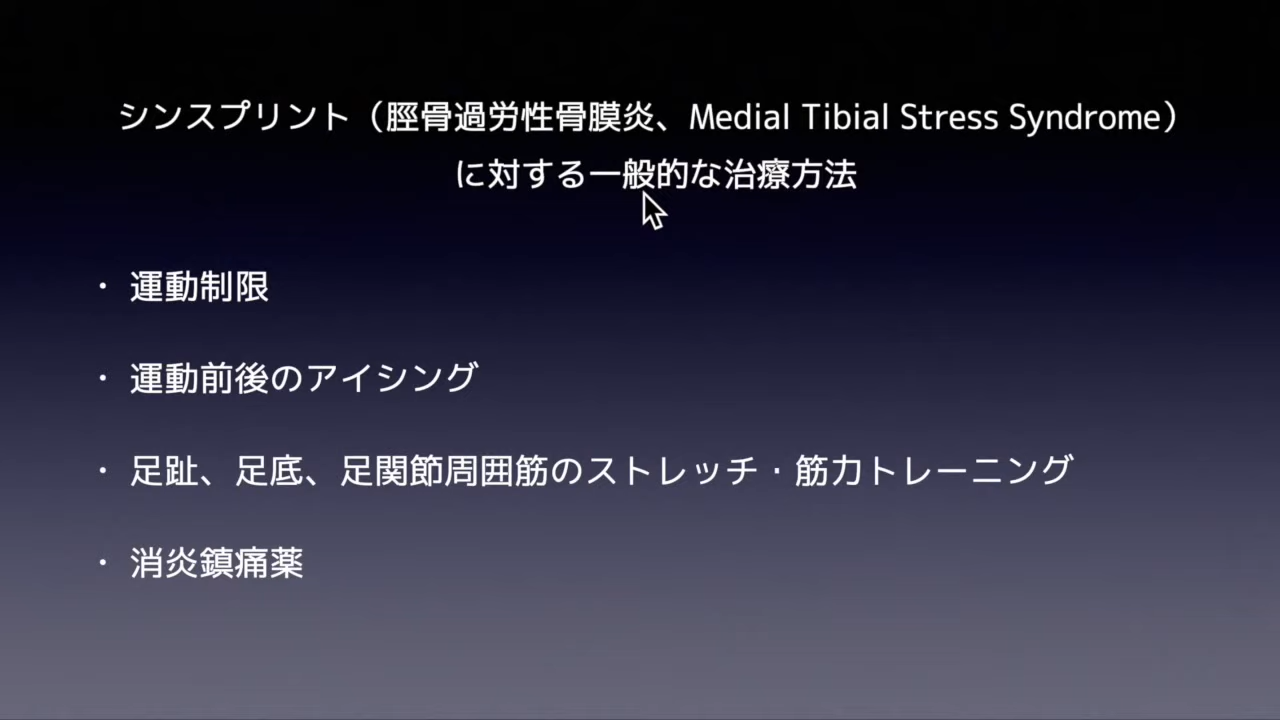 シンスプリント（脛骨過労性骨膜炎、Medial Tibial Stress Syndrome）
に対する一般的な治療方法
・ 運動制限
・ 運動前後のアイシング
・ 足趾、足底、足関節周囲筋のストレッチ・筋力トレーニング
・ 消炎鎮痛薬